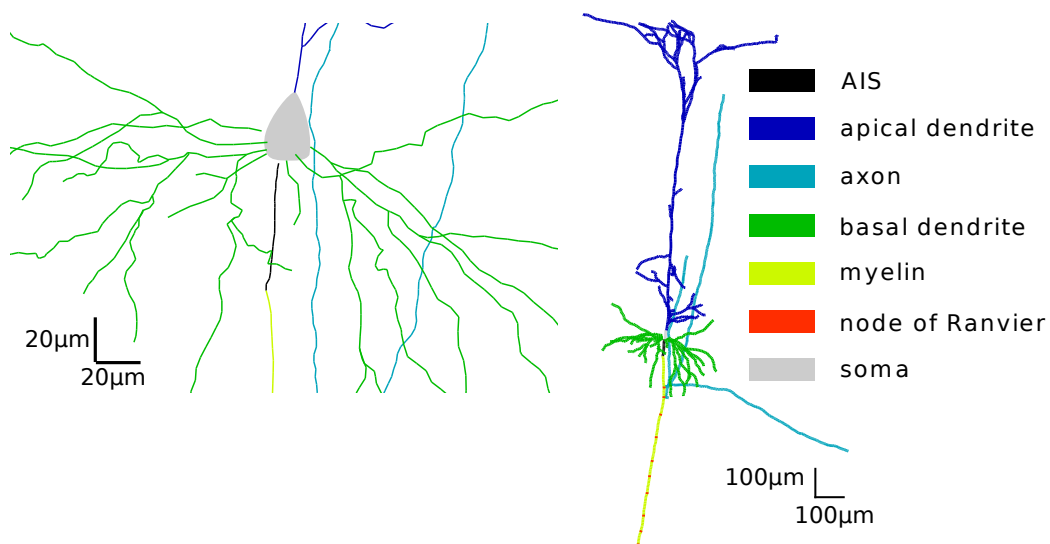 20µm
20µm
AIS
apical dendrite
axon
basal dendrite
myelin
node of Ranvier
soma
100µm
100µm